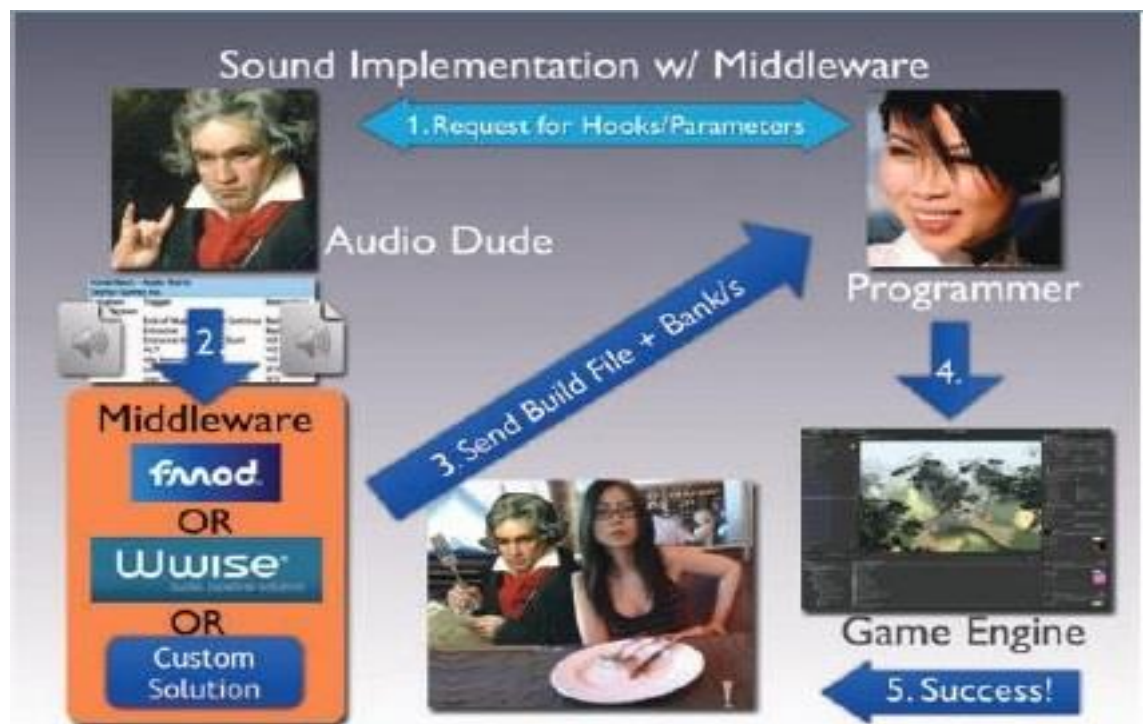 Sound Implementation w/ Middleware
1. Request for Hooks/Parameters
Audio Dude
Programmer
2.
3. Send Build File + Bank/s
4.
Middleware
fmod.
OR
Wwise
OR
Custom
Solution
Game Engine
5. Success!